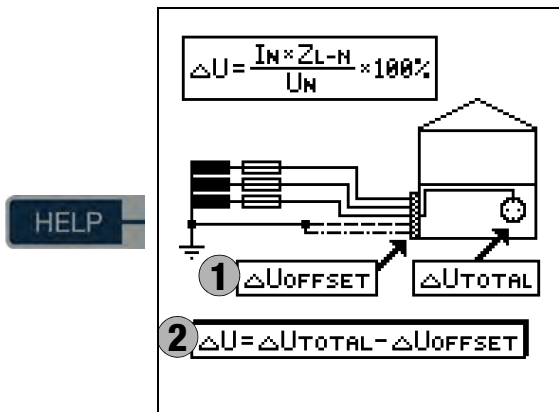 △U=IN×ZL-N/UN×100%
HELP
1 △UOFFSET △UTOTAL
2 △U=△UTOTAL-△UOFFSET